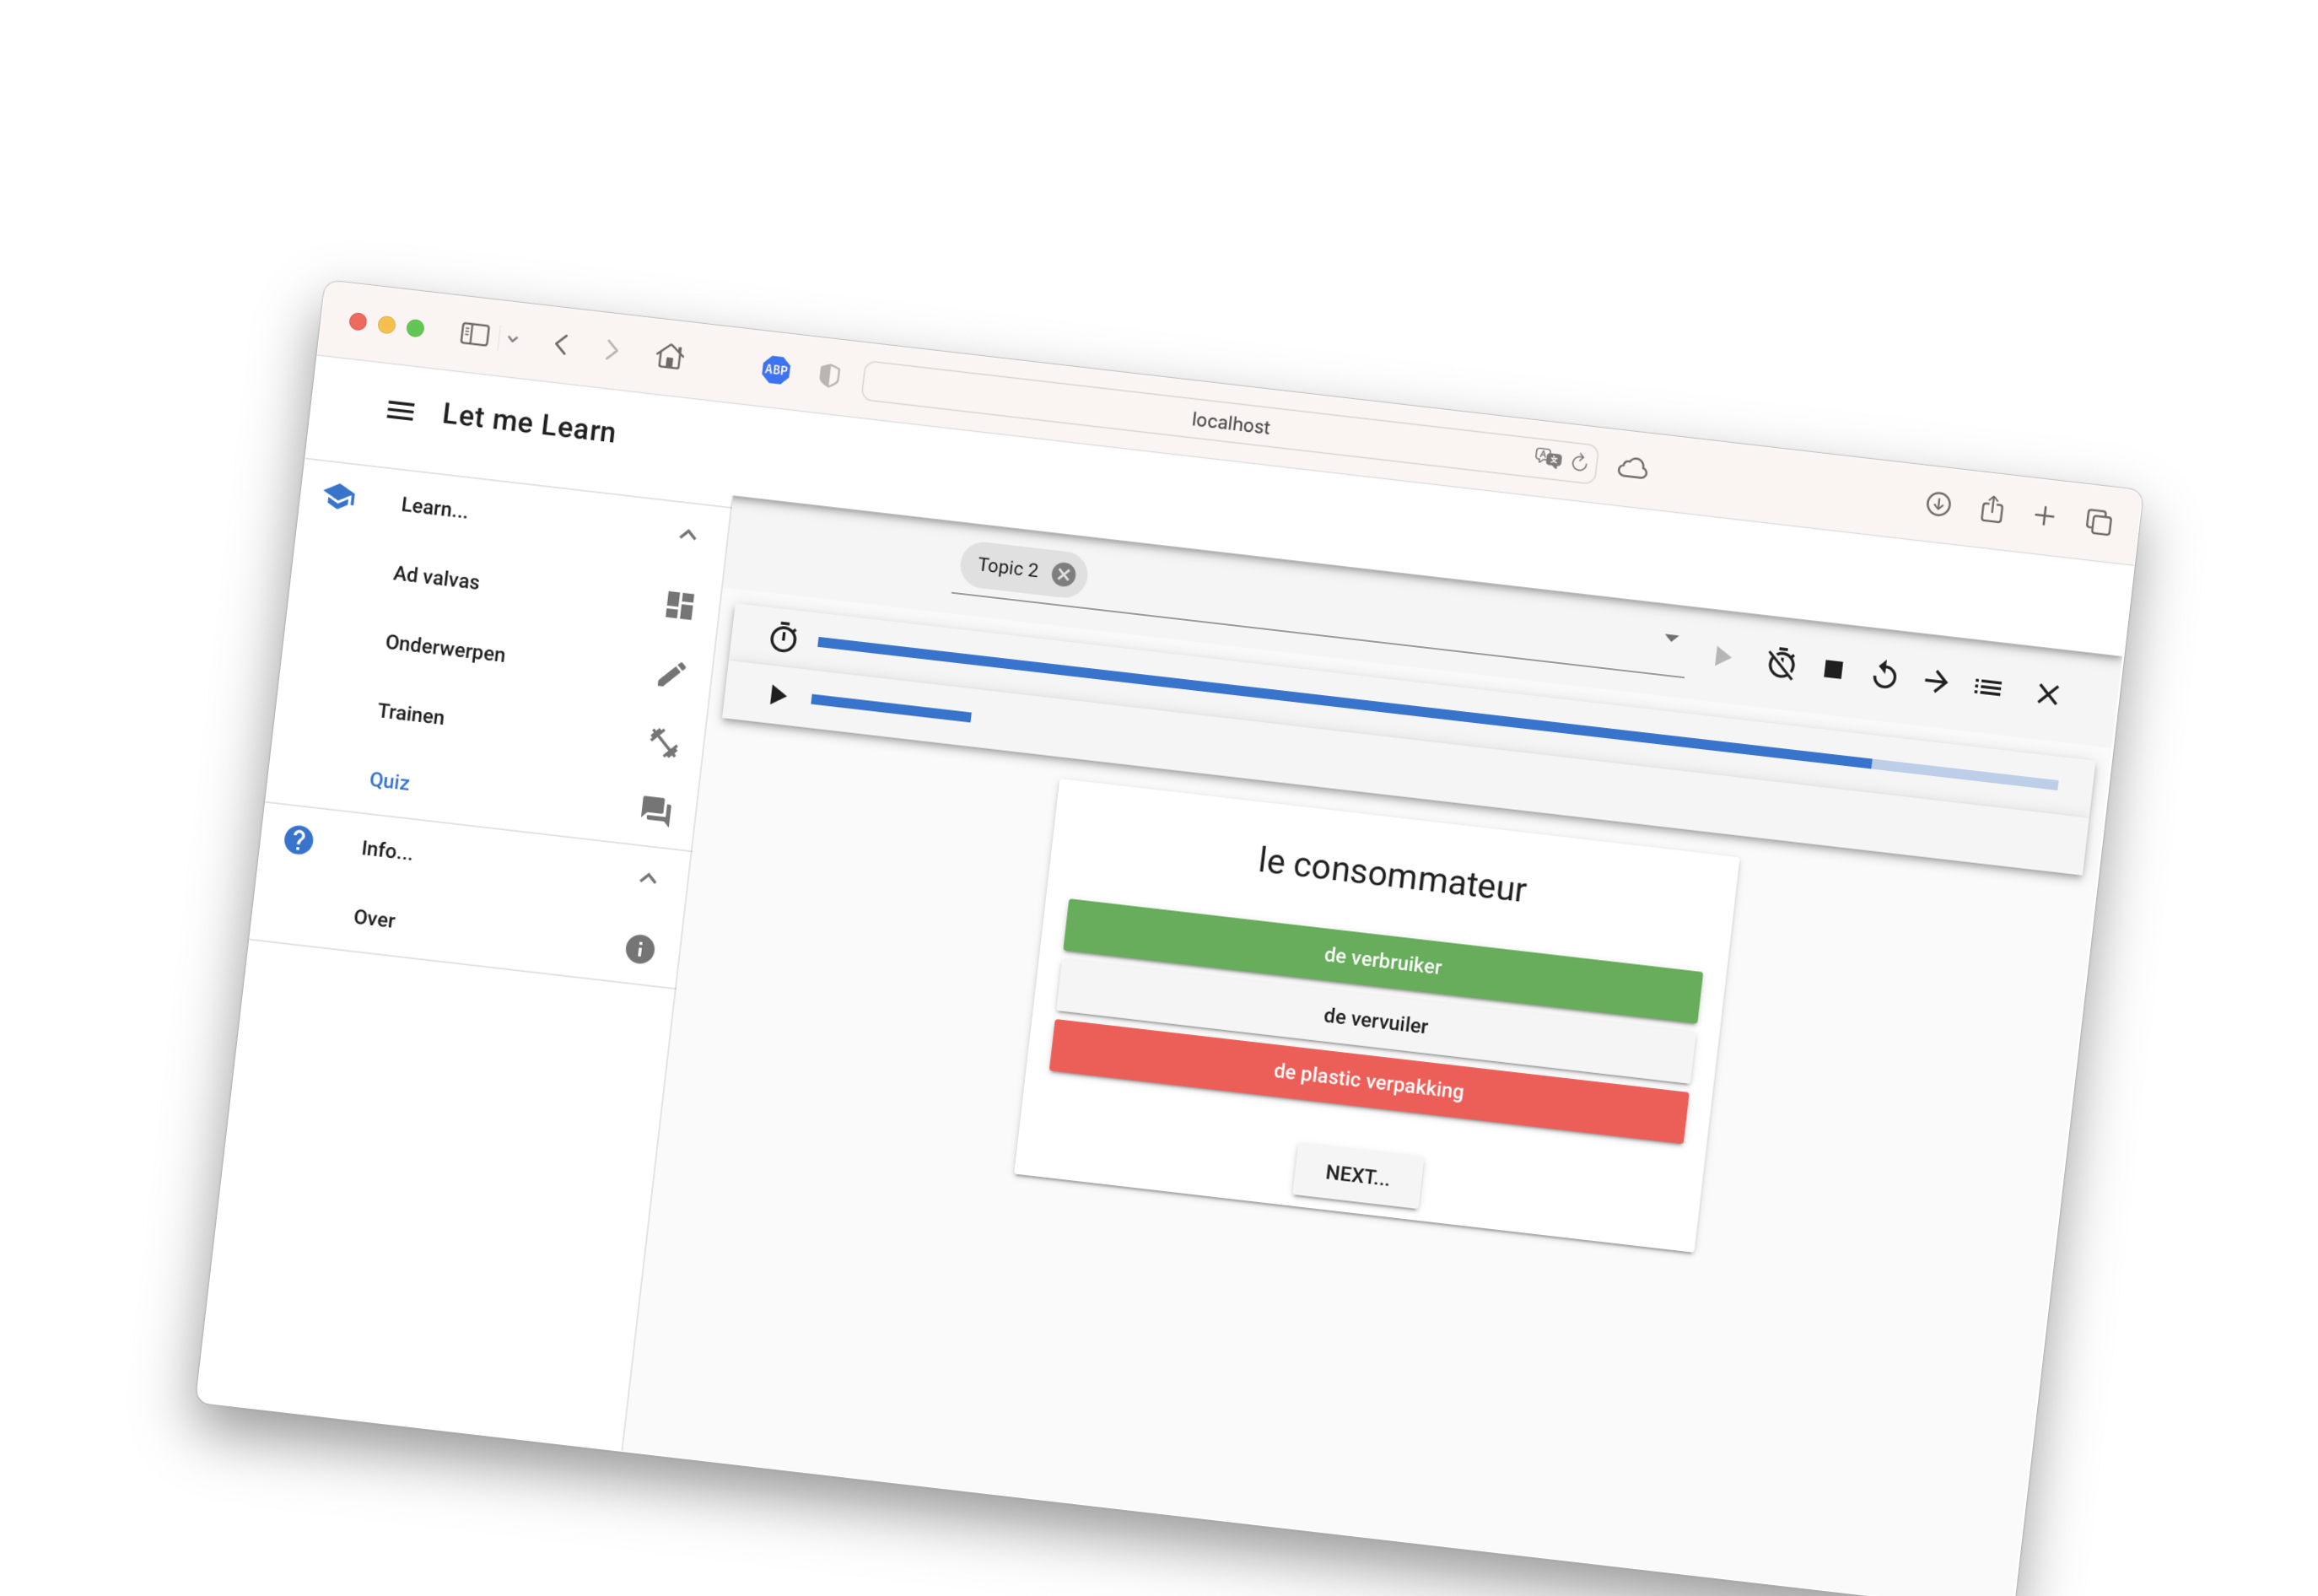 ABP
localhost
Let me Learn
Learn...
Ad valvas
Onderwerpen
Trainen
Quiz
Info...
Over
Topic 2
le consommateur
de verbruiker
de vervuiler
de plastic verpakking
NEXT...